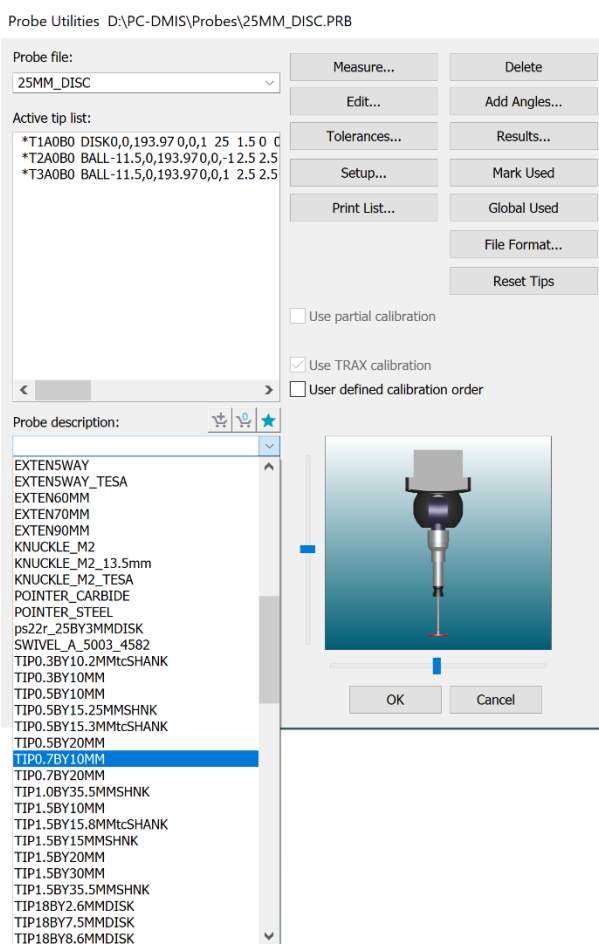 Probe Utilities D:\PC-DMIS\Probes\25MM_DISC.PRB
Probe file:
25MM_DISC
Active tip list:
*T1A0B0 DISK0,0,193.97 0,0,1 25 1.5 0
*T2A0B0 BALL-11.5,0,193.970,0,-1 2.5 2.5
*T3A0B0 BALL-11.5,0,193.970,0,1 2.5 2.5
Measure...
Delete
Edit...
Add Angles...
Tolerances...
Results...
Setup...
Mark Used
Print List...
Global Used
File Format...
Reset Tips
Use partial calibration
Use TRAX calibration
User defined calibration order
Probe description:
EXTEN5WAY
EXTEN5WAY_TESA
EXTEN60MM
EXTEN70MM
EXTEN90MM
KNUCKLE_M2
KNUCKLE_M2_13.5mm
KNUCKLE_M2_TESA
POINTER_CARBIDE
POINTER_STEEL
ps22r_25BY3MMDISK
SWIVEL_A_5003_4582
TIP0.3BY10.2MMtcSHANK
TIP0.3BY10MM
TIP0.5BY10MM
TIP0.5BY15.25MMSHNK
TIP0.5BY15.3MMtcSHANK
TIP0.5BY20MM
TIP0.7BY10MM
TIP0.7BY20MM
TIP1.0BY35.5MMSHNK
TIP1.5BY10MM
TIP1.5BY15.8MMtcSHANK
TIP1.5BY15MMSHNK
TIP1.5BY20MM
TIP1.5BY30MM
TIP1.5BY35.5MMSHNK
TIP18BY2.6MMDISK
TIP18BY7.5MMDISK
TIP18BY8.6MMDISK
OK
Cancel